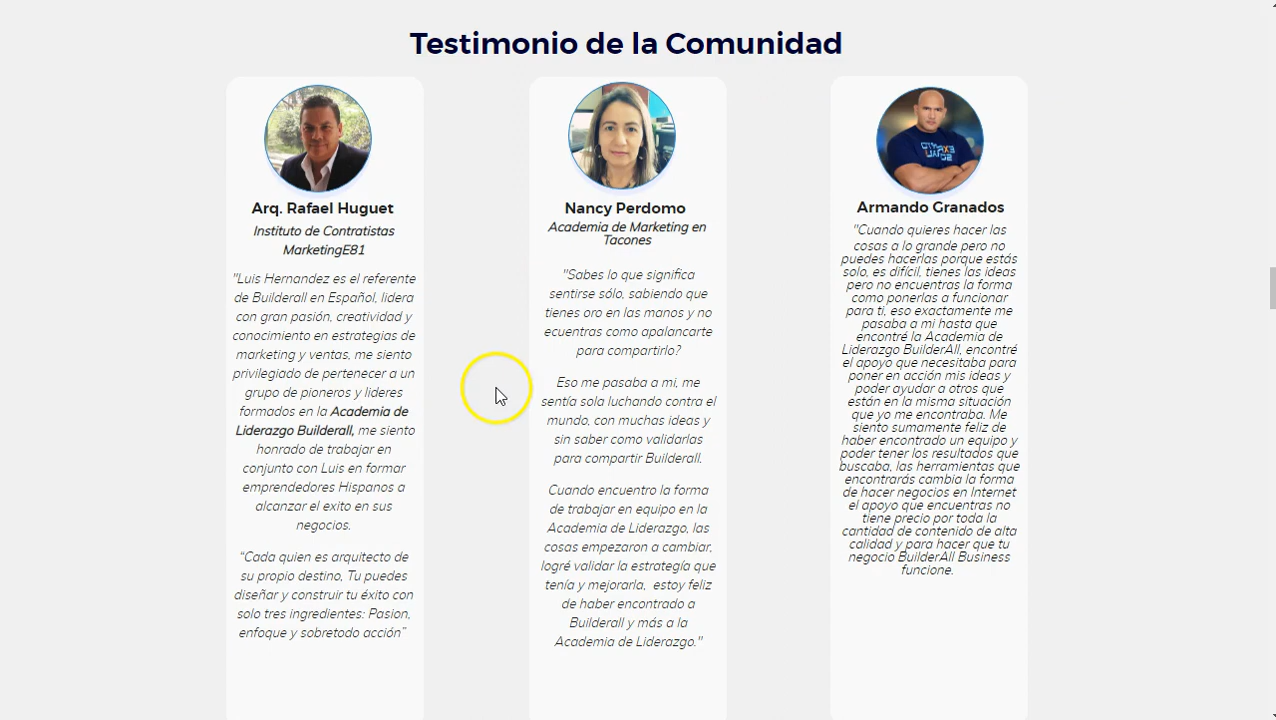 Testimonio de la Comunidad
Arq. Rafael Huguet
Instituto de Contratistas
MarketingE81
"Luis Hernandez es el referente
de Builderall en Español, lidera
con gran pasión, creatividad y
conocimiento en estrategias de
marketing y ventas, me siento
privilegiado de pertenecer a un
grupo de pioneros y lideres
formados en la Academia de
Liderazgo Builderall, me siento
honrado de trabajar en
conjunto con Luis en formar
emprendedores Hispanos a
alcanzar el exito en sus
negocios.
“Cada quien es arquitecto de
su propio destino, Tu puedes
diseñar y construir tu éxito con
solo tres ingredientes: Pasion,
enfoque y sobretodo acción”
Nancy Perdomo
Academia de Marketing en
Tacones
"Sabes lo que significa
sentirse sólo, sabiendo que
tienes oro en las manos y no
ecuentras como apalancarte
para compartirlo?
Eso me pasaba a mi, me
sentía sola luchando contra el
mundo, con muchas ideas y
sin saber como validarlas
para compartir Builderall.
Cuando encuentro la forma
de trabajar en equipo en la
Academia de Liderazgo, las
cosas empezaron a cambiar,
logré validar la estrategía que
tenía y mejorarla, estoy feliz
de haber encontrado a
Builderall y más a la
Academia de Liderazgo."
Armando Granados
"Cuando quieres hacer las
cosas a lo grande pero no
puedes hacerlas porque estás
solo, es difícil, tienes las ideas
pero no encuentras la forma
como ponerlas a funcionar
para ti, eso exactamente me
pasaba a mi hasta que
encontré la Academia de
Liderazgo BuilderAll, encontré
el apoyo que necesitaba para
poner en acción mis ideas y
poder ayudar a otros que
están en la misma situación
que yo me encontraba. Me
siento sumamente feliz de
haber encontrado un equipo y
poder tener los resultados que
buscaba, las herramientas que
encontrarás cambia la forma
de hacer negocios en Internet
el apoyo que encuentras no
tiene precio por toda la
cantidad de contenido de alta
calidad y para hacer que tu
negocio BuilderAll Business
funcione.